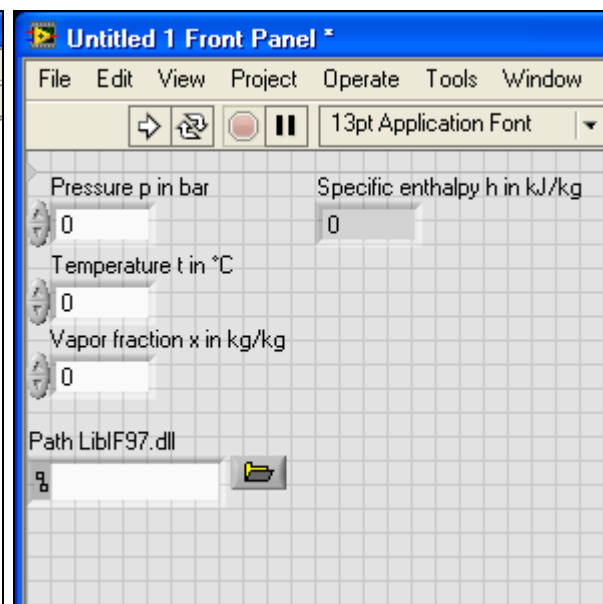 Untitled 1 Front Panel *
File Edit View Project Operate Tools Window
13pt Application Font
Pressure p in bar Specific enthalpy h in kJ/kg
0 0
Temperature t in °C
0
Vapor fraction x in kg/kg
0
Path LibIF97.dll